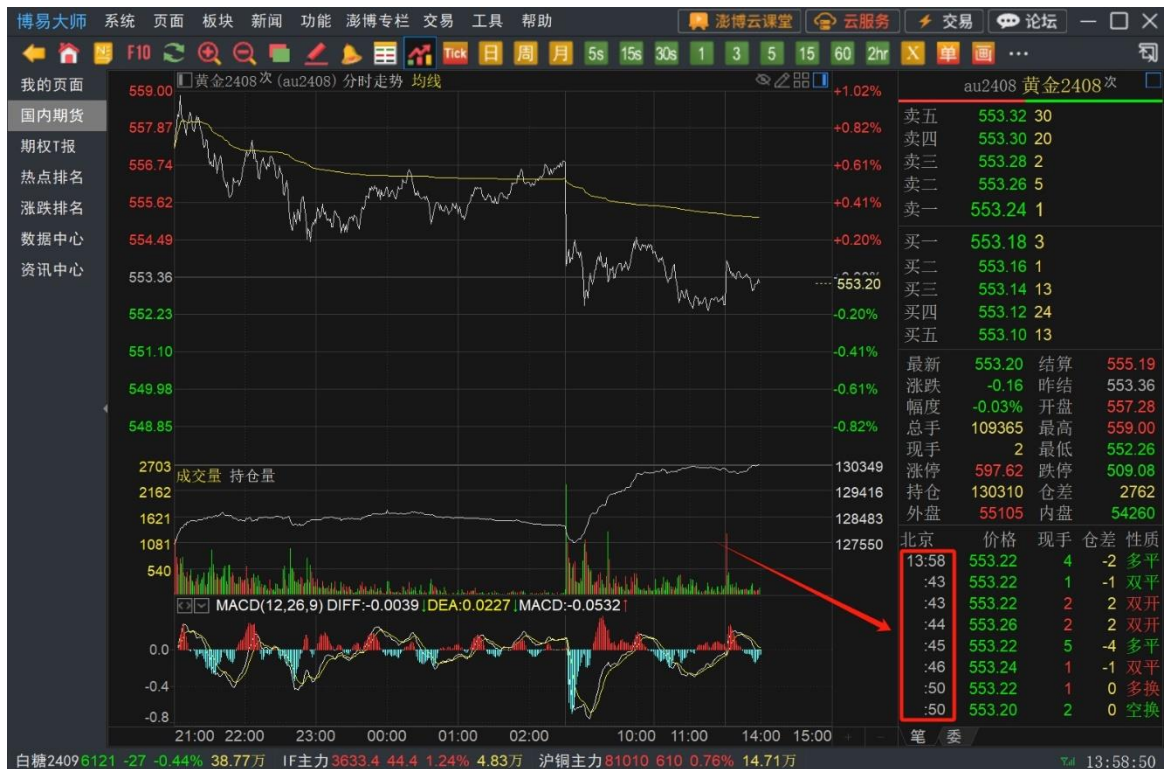 博易大师 系统 页面 板块 新闻 功能 澎博专栏 交易 工具 帮助 澎博云课堂 云服务 交易 论坛
F10 Tick 日 周 月 5s 15s 30s 1 3 5 15 60 2hr X 单 画 ...
我的页面
国内期货
期权T报
热点排名
涨跌排名
数据中心
资讯中心
黄金2408次 (au2408) 分时走势 均线
559.00 +1.02%
557.87 +0.82%
556.74 +0.61%
555.62 +0.41%
554.49 +0.20%
553.36
553.20
552.23 -0.20%
551.10 -0.41%
549.98 -0.61%
548.85 -0.82%
成交量 持仓量
2703 130349
2162 129416
1621 128483
1081 127550
540
MACD(12,26,9) DIFF:-0.0039↓DEA:0.0227↓MACD:-0.0532↑
0.0
-0.4
-0.8
21:00 22:00 23:00 00:00 01:00 02:00 10:00 11:00 14:00 15:00 + -
au2408 黄金2408次
卖五 553.32 30
卖四 553.30 20
卖三 553.28 2
卖二 553.26 5
卖一 553.24 1
买一 553.18 3
买二 553.16 1
买三 553.14 13
买四 553.12 24
买五 553.10 13
最新 553.20 结算 555.19
涨跌 -0.16 昨结 553.36
幅度 -0.03% 开盘 557.28
总手 109365 最高 559.00
现手 2 最低 552.26
涨停 597.62 跌停 509.08
持仓 130310 仓差 2762
外盘 55105 内盘 54260
北京 价格 现手 仓差 性质
13:58 553.22 4 -2 多平
:43 553.22 1 -1 双平
:43 553.22 2 2 双开
:44 553.26 2 2 双开
:45 553.22 5 -4 多平
:46 553.24 1 -1 双平
:50 553.22 1 0 多换
:50 553.20 2 0 空换
笔 委
白糖2409 6121 -27 -0.44% 38.77万 IF主力 3633.4 44.4 1.24% 4.83万 沪铜主力 81010 610 0.76% 14.71万 13:58:50